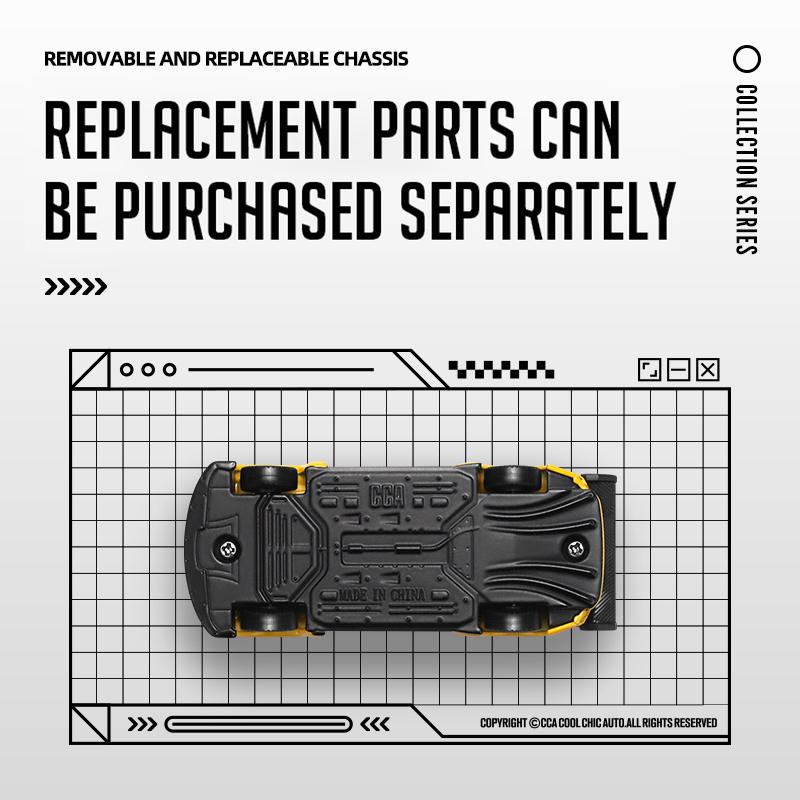 REMOVABLE AND REPLACEABLE CHASSIS
REPLACEMENT PARTS CAN
BE PURCHASED SEPARATELY
COLLECTION SERIES
CCA
MADE IN CHINA
COPYRIGHT ©CCA COOL CHIC AUTO.ALL RIGHTS RESERVED